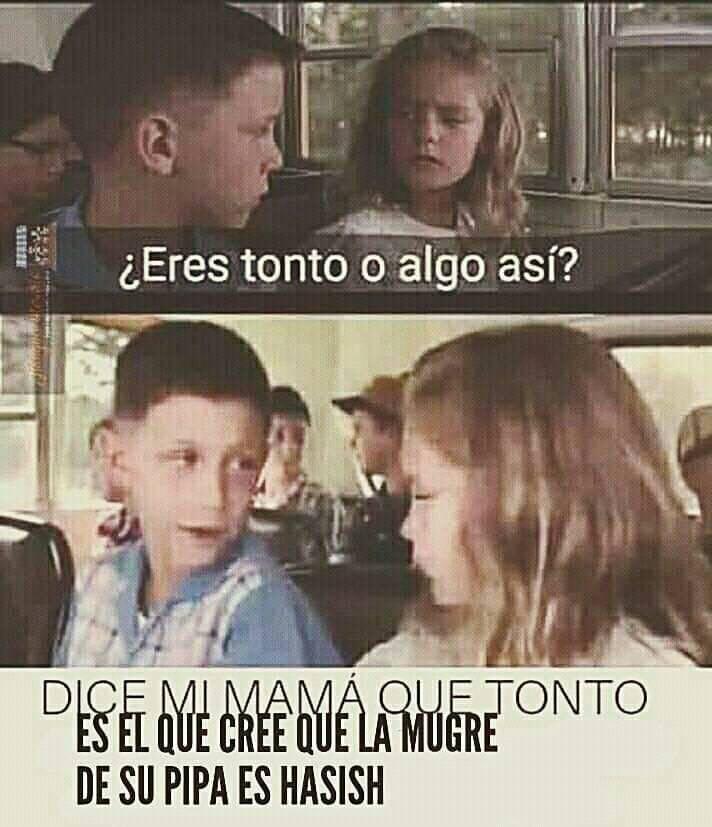 ¿Eres tonto o algo así?
DICE MI MAMÁ QUE TONTO
ES EL QUE CREE QUE LA MUGRE
DE SU PIPA ES HASISH